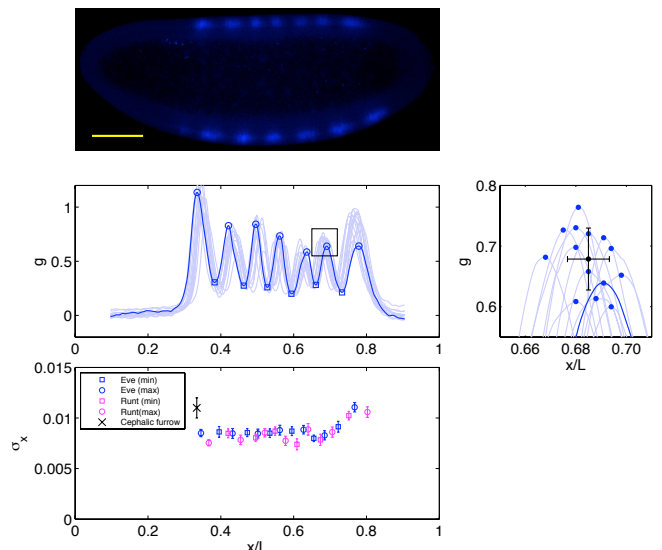 1
0.5
0
g
0
0.2
0.4
0.6
0.8
1
0.8
0.7
0.6
g
0.66
0.68
0.70
x/L
0.015
0.01
0.005
0
σx
Eve (min)
Eve (max)
Runt (min)
Runt(max)
Cephalic furrow
0
0.2
0.4
0.6
0.8
1
x/L